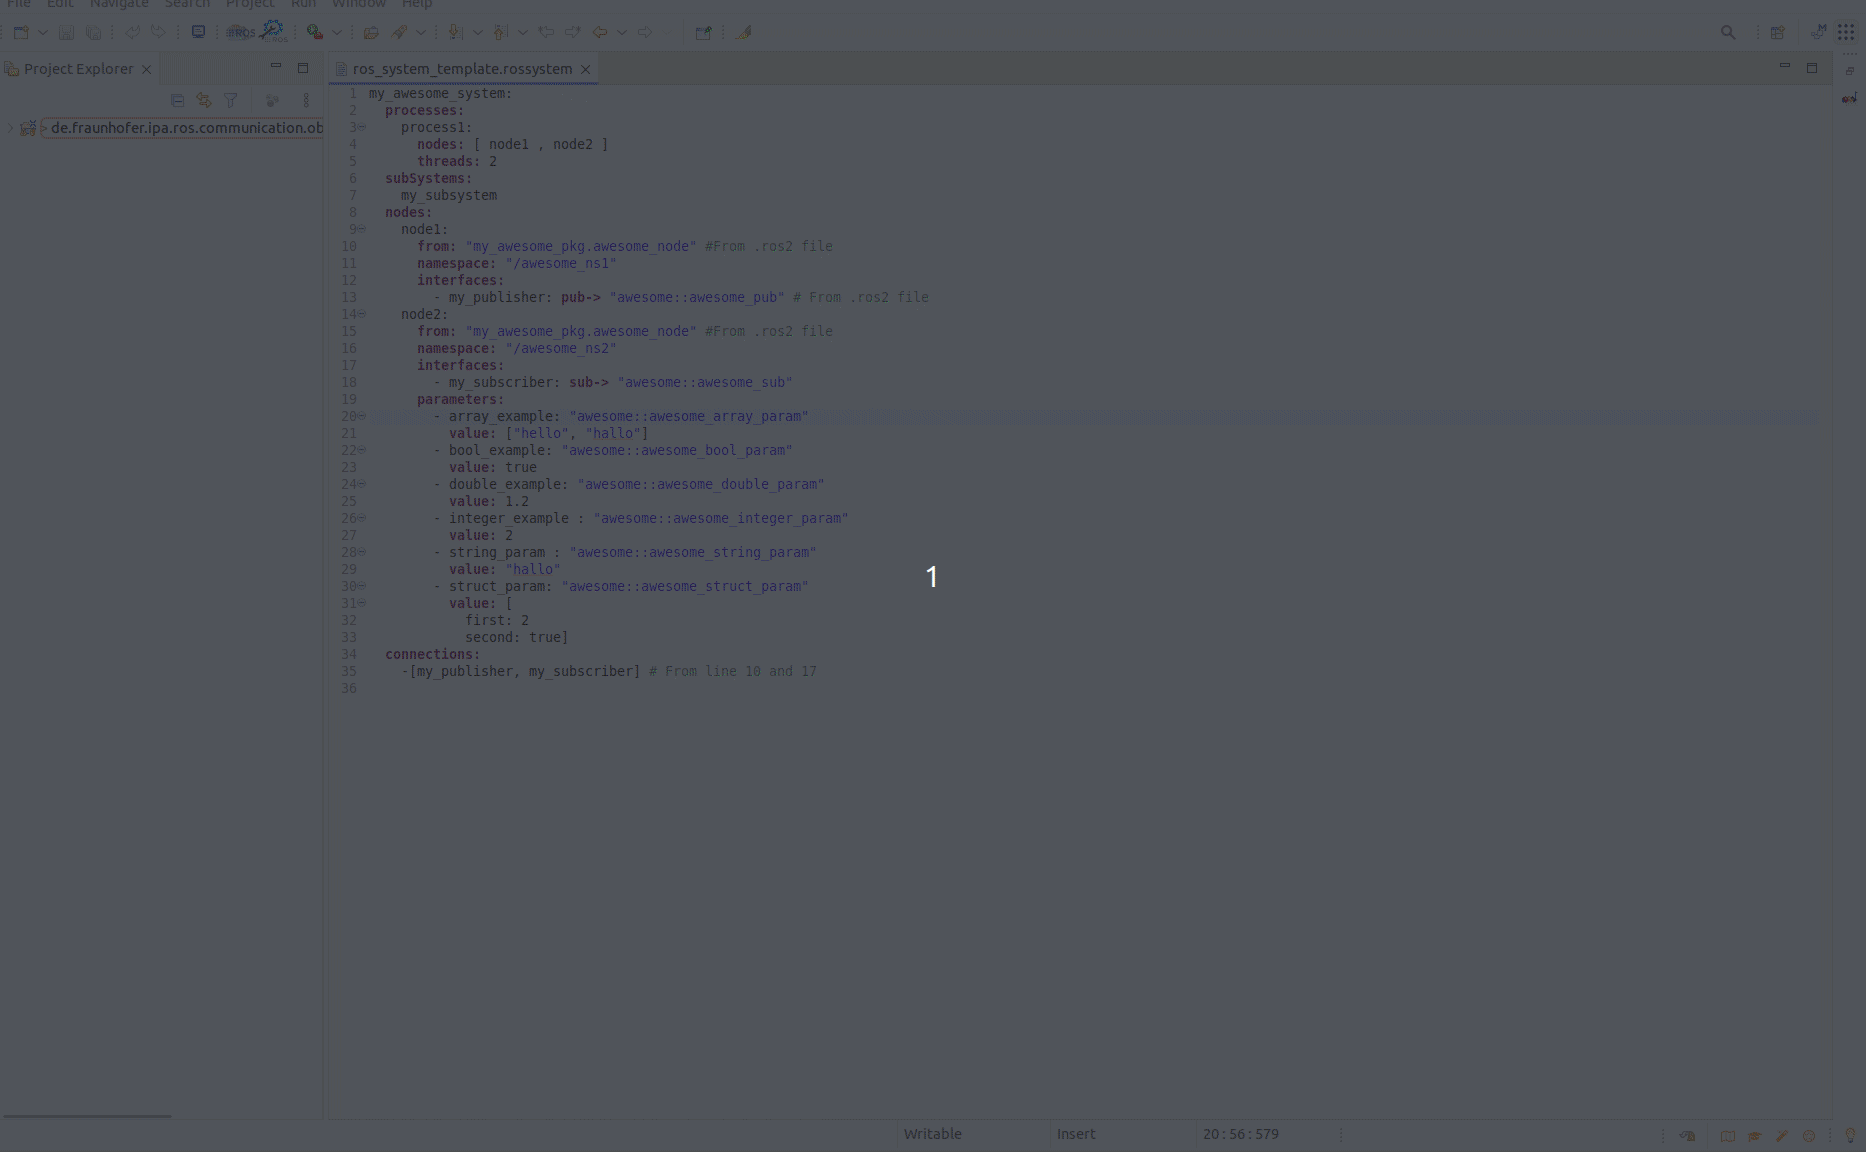 File Edit Navigate Search Project Run Window Help
ROS ROS
Project Explorer
ros_system_template.rossystem
> de.fraunhofer.ipa.ros.communication.ob
1 my_awesome_system:
2 processes:
3 process1:
4 nodes: [ node1 , node2 ]
5 threads: 2
6 subSystems:
7 my_subsystem
8 nodes:
9 node1:
10 from: "my_awesome_pkg.awesome_node" #From .ros2 file
11 namespace: "/awesome_ns1"
12 interfaces:
13 - my_publisher: pub-> "awesome::awesome_pub" # From .ros2 file
14 node2:
15 from: "my_awesome_pkg.awesome_node" #From .ros2 file
16 namespace: "/awesome_ns2"
17 interfaces:
18 - my_subscriber: sub-> "awesome::awesome_sub"
19 parameters:
20 - array_example: "awesome::awesome_array_param"
21 value: ["hello", "hallo"]
22 - bool_example: "awesome::awesome_bool_param"
23 value: true
24 - double_example: "awesome::awesome_double_param"
25 value: 1.2
26 - integer_example : "awesome::awesome_integer_param"
27 value: 2
28 - string_param : "awesome::awesome_string_param"
29 value: "hallo"
30 - struct_param: "awesome::awesome_struct_param"
31 value: [
32 first: 2
33 second: true]
34 connections:
35 -[my_publisher, my_subscriber] # From line 10 and 17
36
1
Writable Insert 20:56:579